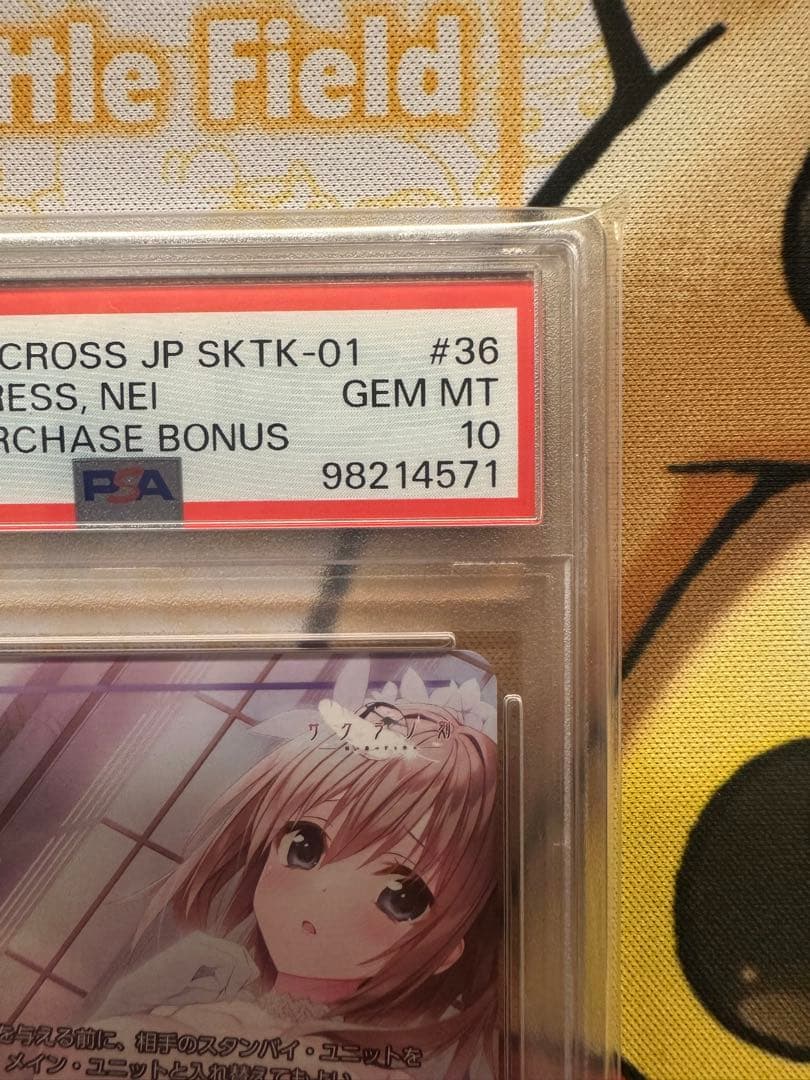 ttle Field
CROSS JP SKTK-01 #36
RESS, NEI GEM MT
RCHASE BONUS 10
PSA 98214571
サクラノ刻
を与える前に、相手のスタンバイ・ユニットを
メイン・ユニットと入れ替えてもよい